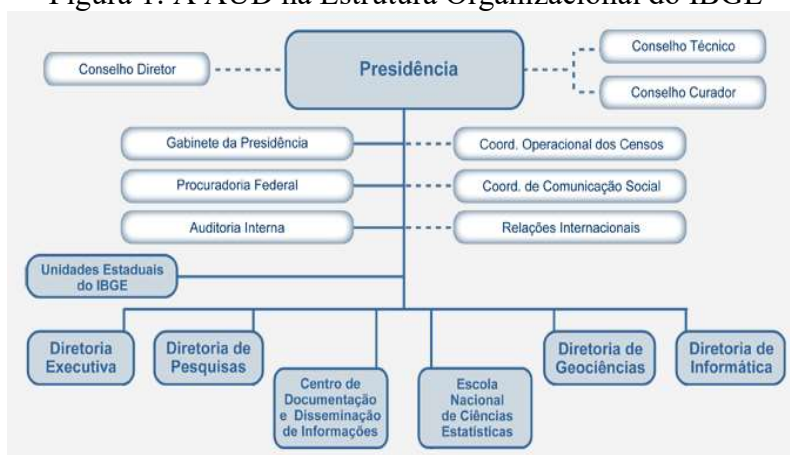 Figura 1: A AUD na Estrutura Organizacional do IBGE
Conselho Diretor
Presidência
Conselho Técnico
Conselho Curador
Gabinete da Presidência
Coord. Operacional dos Censos
Procuradoria Federal
Coord. de Comunicação Social
Auditoria Interna
Relações Internacionais
Unidades Estaduais
do IBGE
Diretoria
Executiva
Diretoria de
Pesquisas
Centro de
Documentação
e Disseminação
de Informações
Escola
Nacional
de Ciências
Estatísticas
Diretoria de
Geociências
Diretoria de
Informática